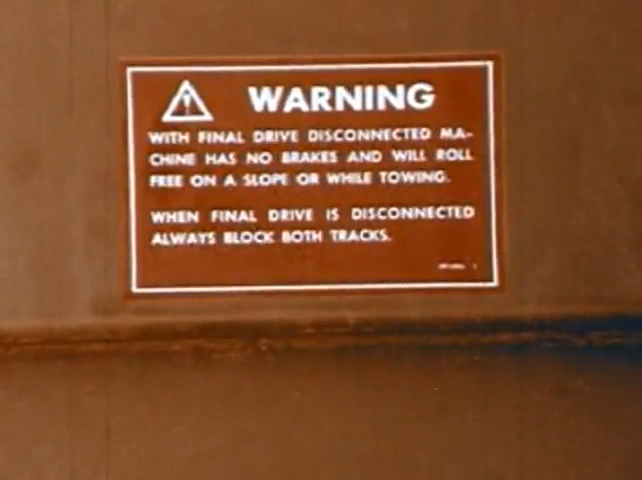 WARNING
WITH FINAL DRIVE DISCONNECTED MA-
CHINE HAS NO BRAKES AND WILL ROLL
FREE ON A SLOPE OR WHILE TOWING.
WHEN FINAL DRIVE IS DISCONNECTED
ALWAYS BLOCK BOTH TRACKS.